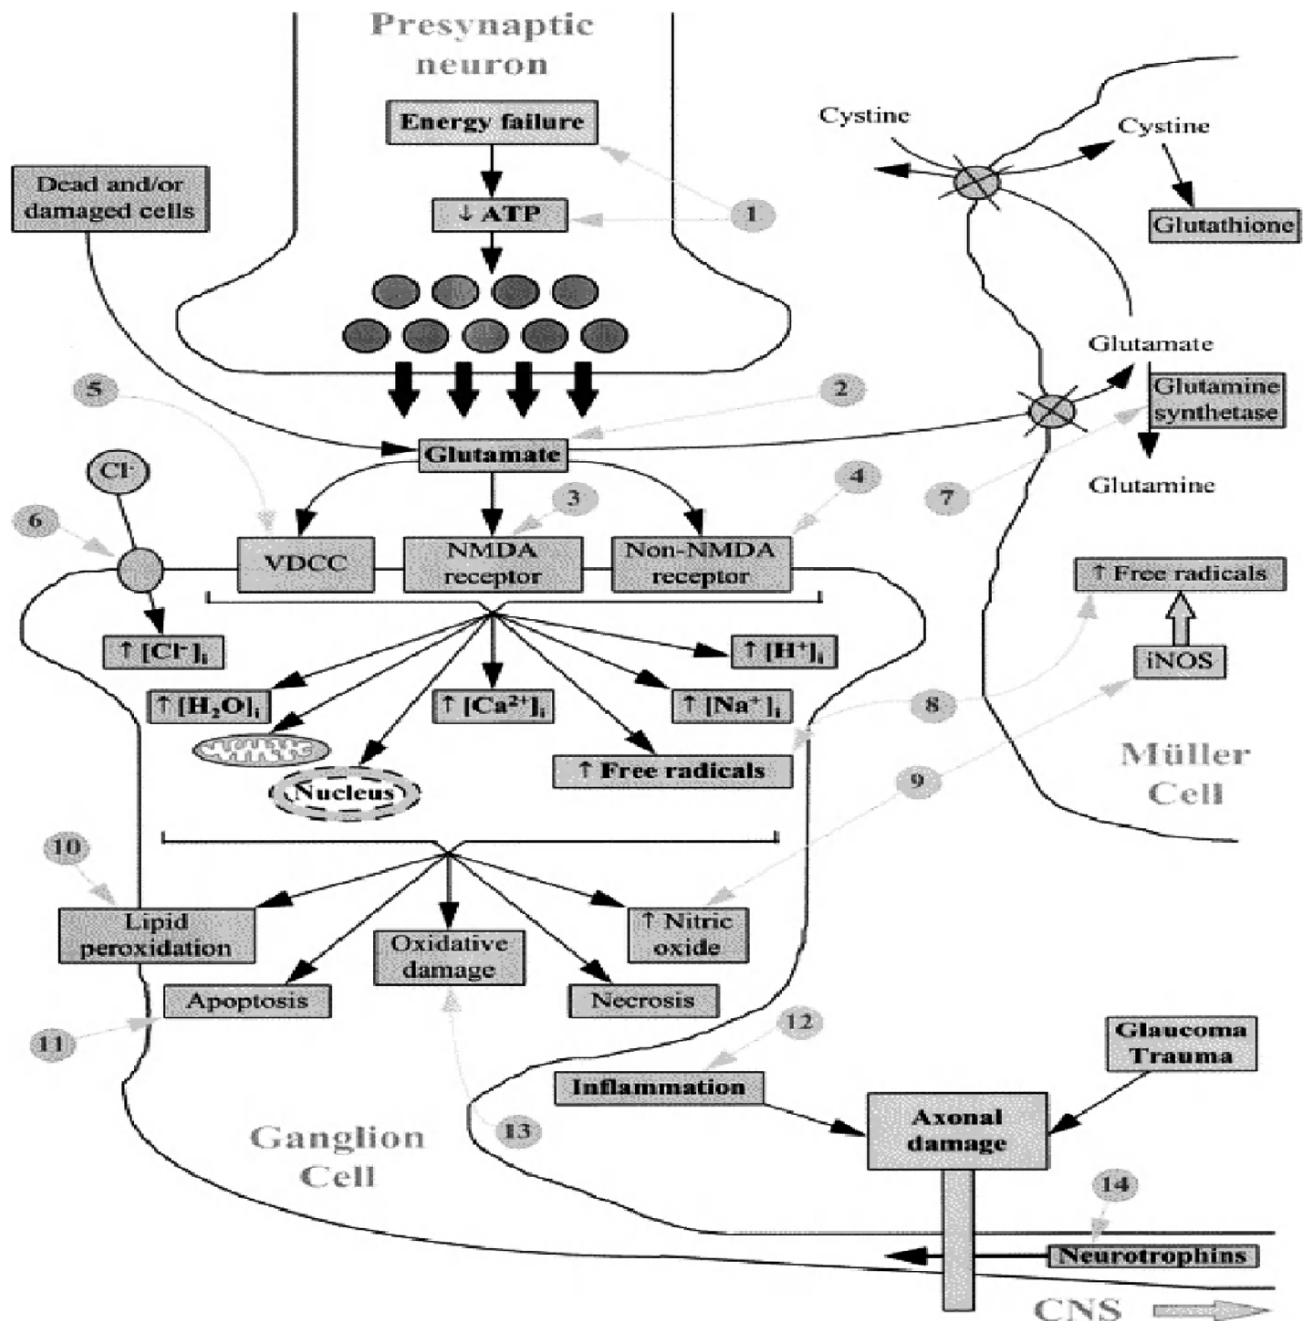 Presynaptic
neuron
Energy failure
Cystine
Cystine
Dead and/or
damaged cells
↓ ATP
1
Glutathione
Glutamate
5
2
Glutamine
synthetase
Glutamate
Cl-
3
4
7
Glutamine
6
VDCC
NMDA
receptor
Non-NMDA
receptor
↑ Free radicals
↑ [Cl-]i
↑ [H+]i
iNOS
↑ [H2O]i
↑ [Ca2+]i
↑ [Na+]i
8
↑ Free radicals
Müller
Cell
9
Nucleus
10
Lipid
peroxidation
Oxidative
damage
↑ Nitric
oxide
Apoptosis
Necrosis
11
12
Glaucoma
Trauma
Inflammation
Axonal
damage
Ganglion
Cell
13
14
Neurotrophins
CNS